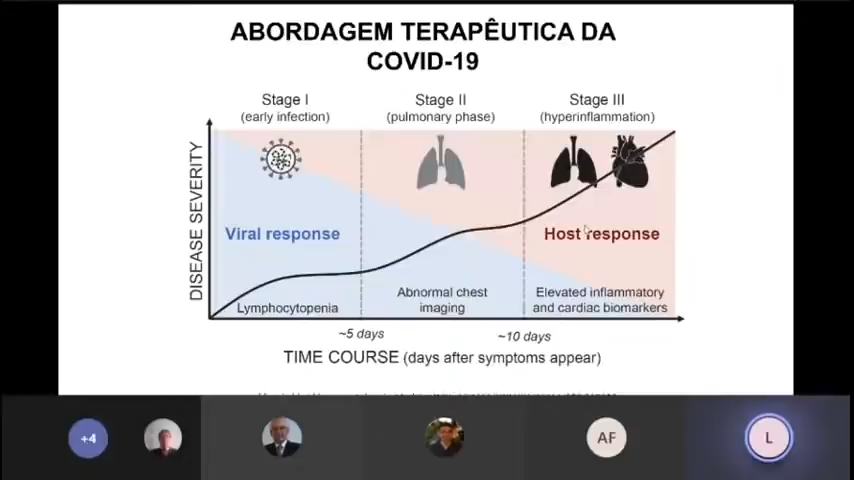 ABORDAGEM TERAPÊUTICA DA
COVID-19
Stage I
(early infection)
Stage II
(pulmonary phase)
Stage III
(hyperinflammation)
DISEASE SEVERITY
Viral response
Host response
Lymphocytopenia
Abnormal chest
imaging
Elevated inflammatory
and cardiac biomarkers
~5 days
~10 days
TIME COURSE (days after symptoms appear)
+4
AF
L